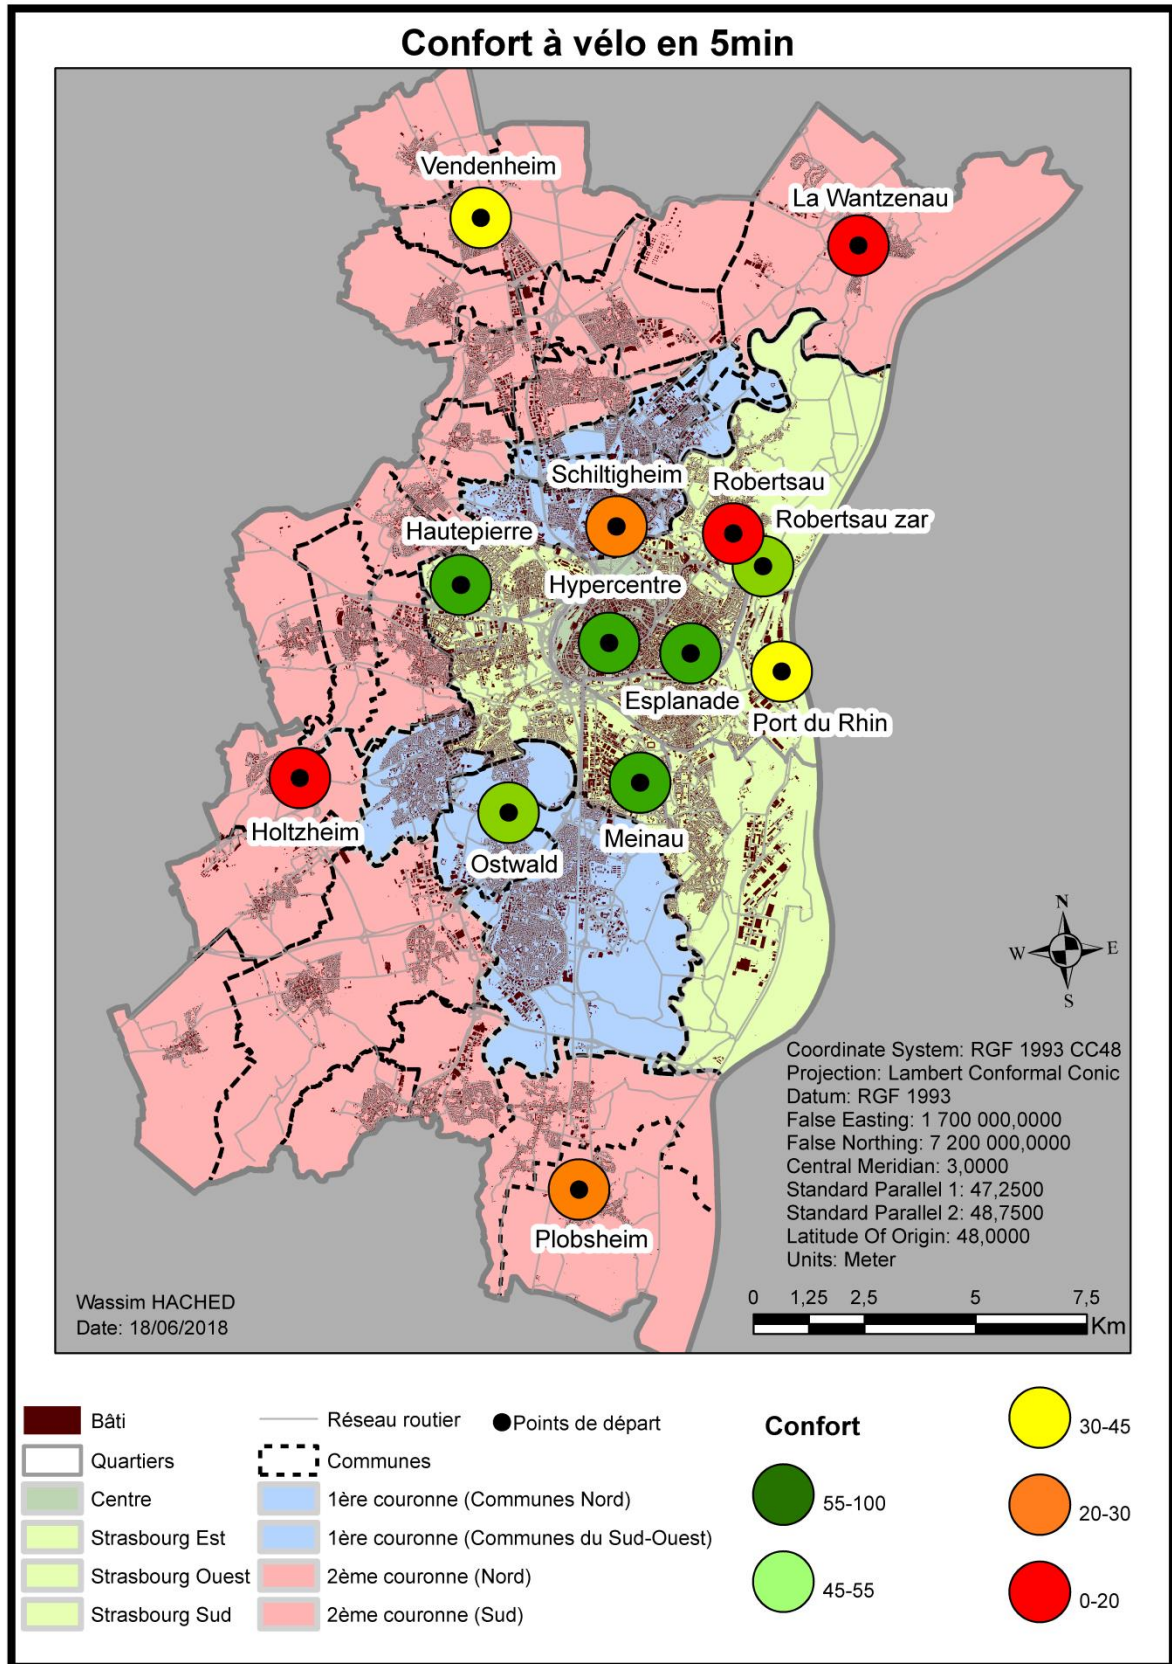 Confort à vélo en 5min
Vendenheim
La Wantzenau
Schiltigheim
Robertsau
Robertsau zar
Hautepierre
Hypercentre
Esplanade
Port du Rhin
Holtzheim
Ostwald
Meinau
Plobsheim
N
W
E
S
Coordinate System: RGF 1993 CC48
Projection: Lambert Conformal Conic
Datum: RGF 1993
False Easting: 1 700 000,0000
False Northing: 7 200 000,0000
Central Meridian: 3,0000
Standard Parallel 1: 47,2500
Standard Parallel 2: 48,7500
Latitude Of Origin: 48,0000
Units: Meter
0 1,25 2,5 5 7,5
Km
Wassim HACHED
Date: 18/06/2018
Bâti
Quartiers
Centre
Strasbourg Est
Strasbourg Ouest
Strasbourg Sud
Réseau routier
Communes
1ère couronne (Communes Nord)
1ère couronne (Communes du Sud-Ouest)
2ème couronne (Nord)
2ème couronne (Sud)
Points de départ
Confort
55-100
45-55
30-45
20-30
0-20